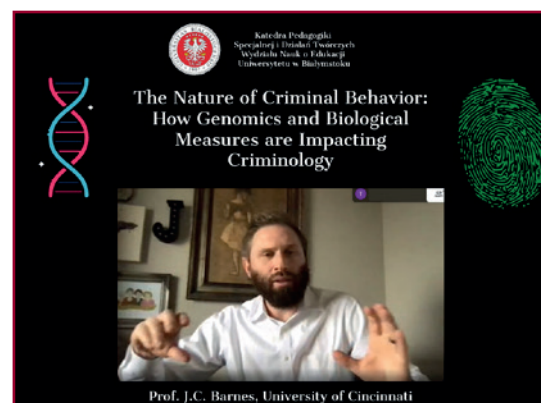 Katedra Pedagogiki
Specjalnej i Działań Twórczych
Wydziału Nauk o Edukacji
Uniwersytetu w Białymstoku
The Nature of Criminal Behavior:
How Genomics and Biological
Measures are Impacting
Criminology
J
Prof. J.C. Barnes, University of Cincinnati